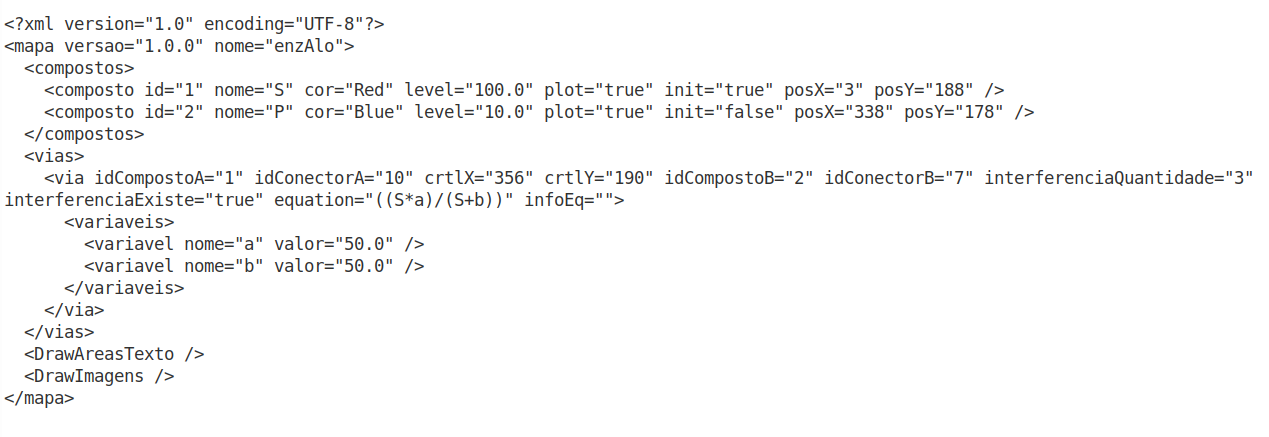 <?xml version="1.0" encoding="UTF-8"?>
<mapa versao="1.0.0" nome="enzAlo">
  <compostos>
    <composto id="1" nome="S" cor="Red" level="100.0" plot="true" init="true" posX="3" posY="188" />
    <composto id="2" nome="P" cor="Blue" level="10.0" plot="true" init="false" posX="338" posY="178" />
  </compostos>
  <vias>
    <via idCompostoA="1" idConectorA="10" crtlX="356" crtlY="190" idCompostoB="2" idConectorB="7" interferenciaQuantidade="3"
interferenciaExiste="true" equation="((S*a)/(S+b))" infoEq="">
      <variaveis>
        <variavel nome="a" valor="50.0" />
        <variavel nome="b" valor="50.0" />
      </variaveis>
    </via>
  </vias>
  <DrawAreasTexto />
  <DrawImagens />
</mapa>